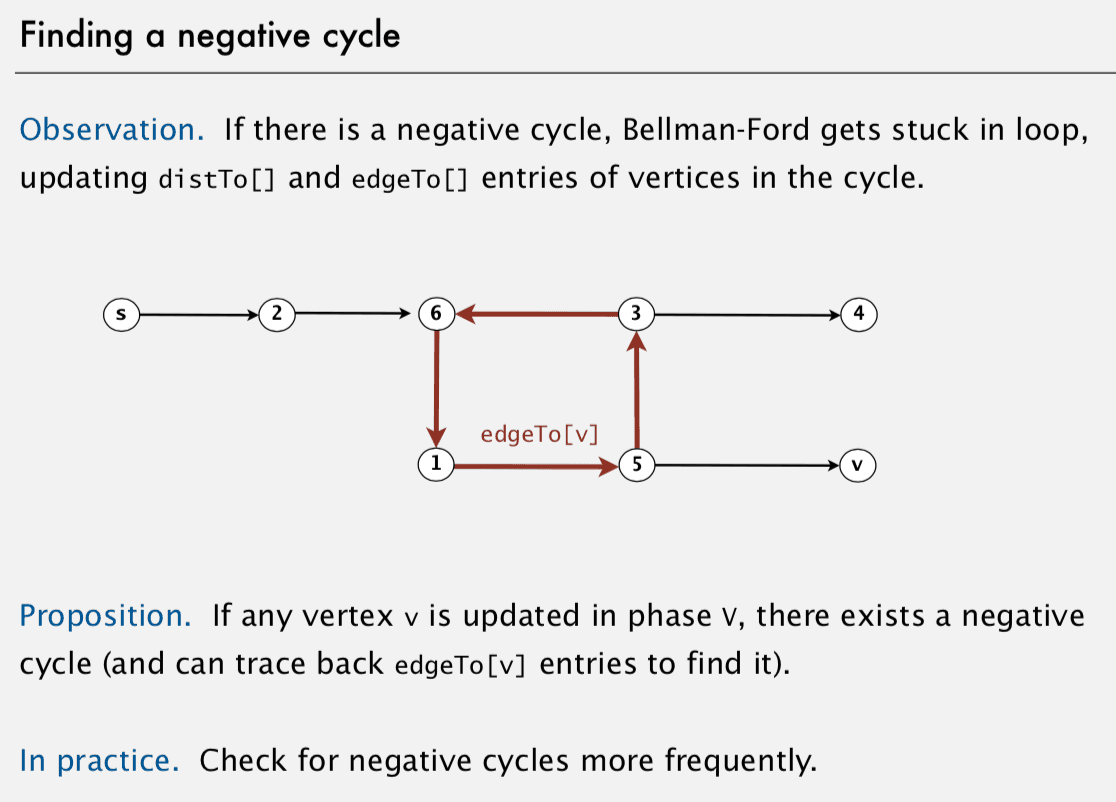 Finding a negative cycle
Observation. If there is a negative cycle, Bellman-Ford gets stuck in loop,
updating distTo[] and edgeTo[] entries of vertices in the cycle.
s 2 6 3 4
edgeTo[v]
1 5 v
Proposition. If any vertex v is updated in phase V, there exists a negative
cycle (and can trace back edgeTo[v] entries to find it).
In practice. Check for negative cycles more frequently.